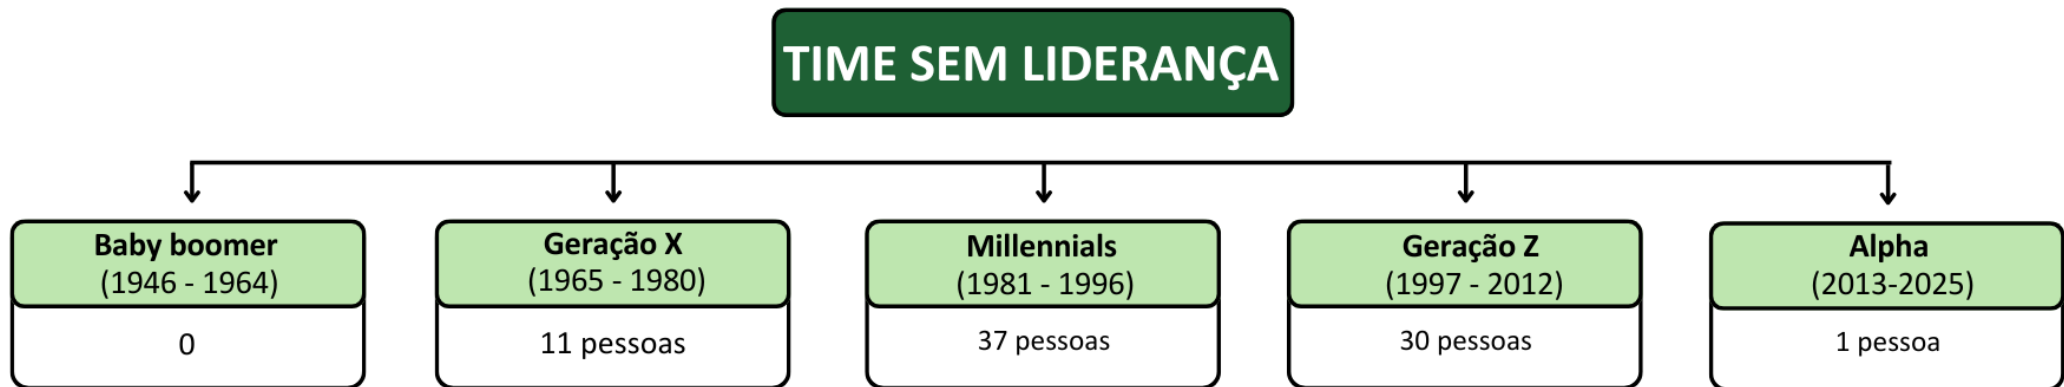 TIME SEM LIDERANÇA
Baby boomer
(1946 - 1964)
0
Geração X
(1965 - 1980)
11 pessoas
Millennials
(1981 - 1996)
37 pessoas
Geração Z
(1997 - 2012)
30 pessoas
Alpha
(2013-2025)
1 pessoa